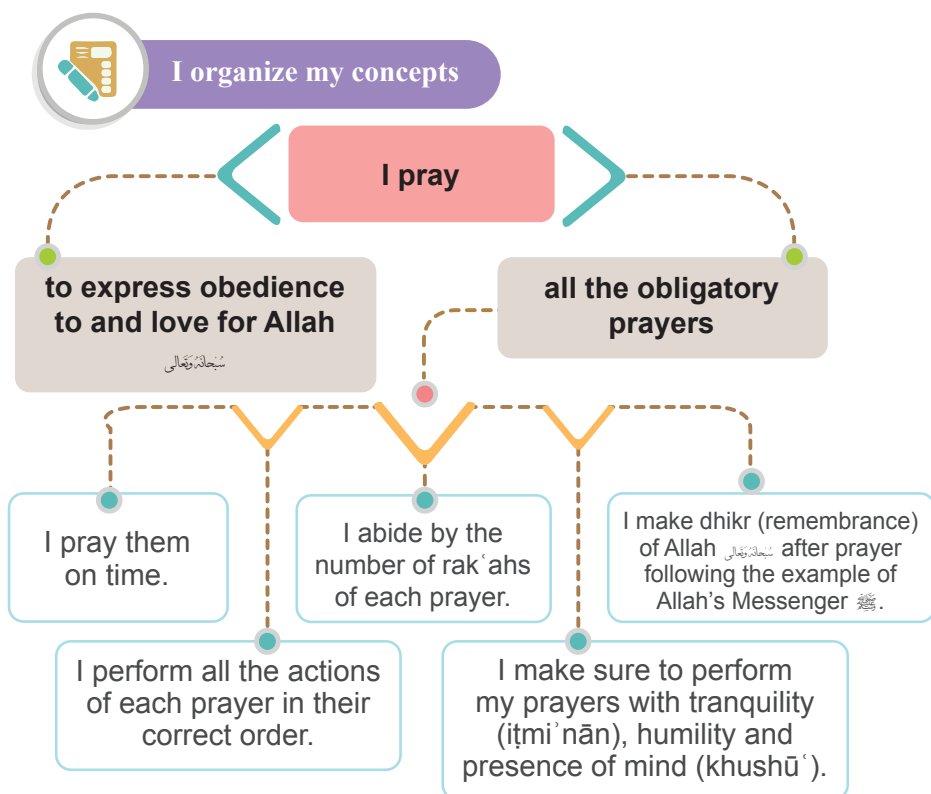 I organize my concepts
I pray
to express obedience
to and love for Allah
سُبْحَانَهُ وَتَعَالَى
all the obligatory
prayers
I pray them
on time.
I abide by the
number of rakʿahs
of each prayer.
I make dhikr (remembrance)
of Allah سُبْحَانَهُ وَتَعَالَى after prayer
following the example of
Allah’s Messenger ﷺ.
I perform all the actions
of each prayer in their
correct order.
I make sure to perform
my prayers with tranquility
(iṭmiʾnān), humility and
presence of mind (khushūʿ).